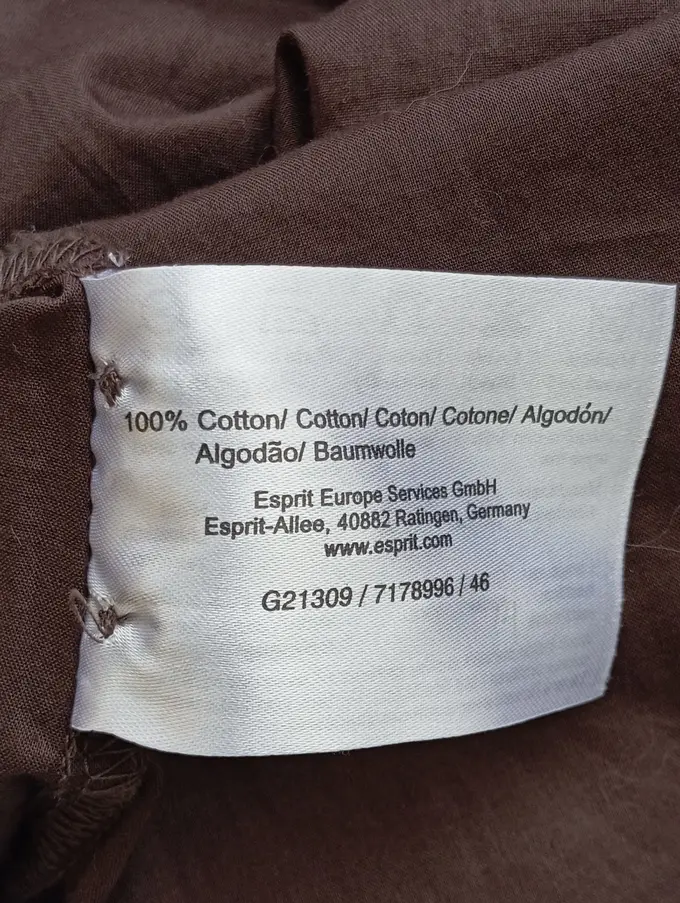 100% Cotton/ Cotton/ Coton/ Cotone/ Algodón/
Algodão/ Baumwolle
Esprit Europe Services GmbH
Esprit-Allee, 40882 Ratingen, Germany
www.esprit.com
G21309 / 7178996 / 46